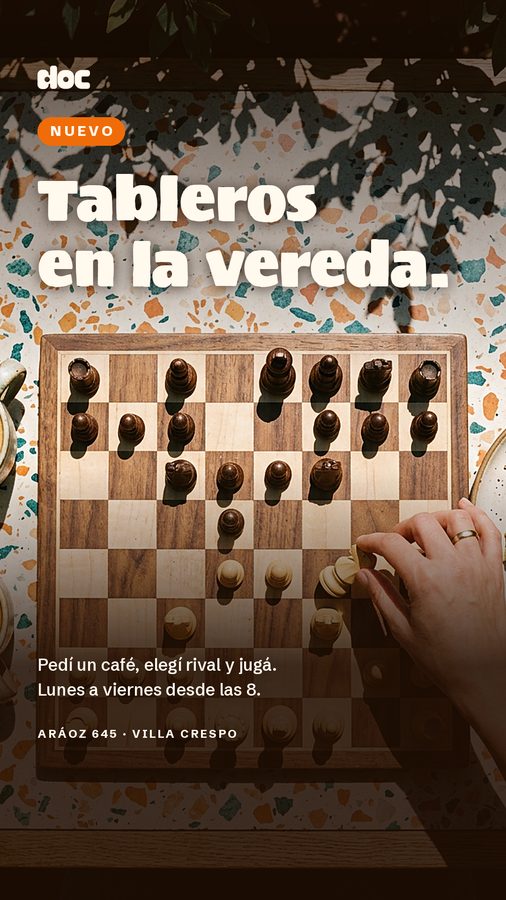 doc
NUEVO
Tableros
en la vereda.
Pedí un café, elegí rival y jugá.
Lunes a viernes desde las 8.
ARÁOZ 645 · VILLA CRESPO